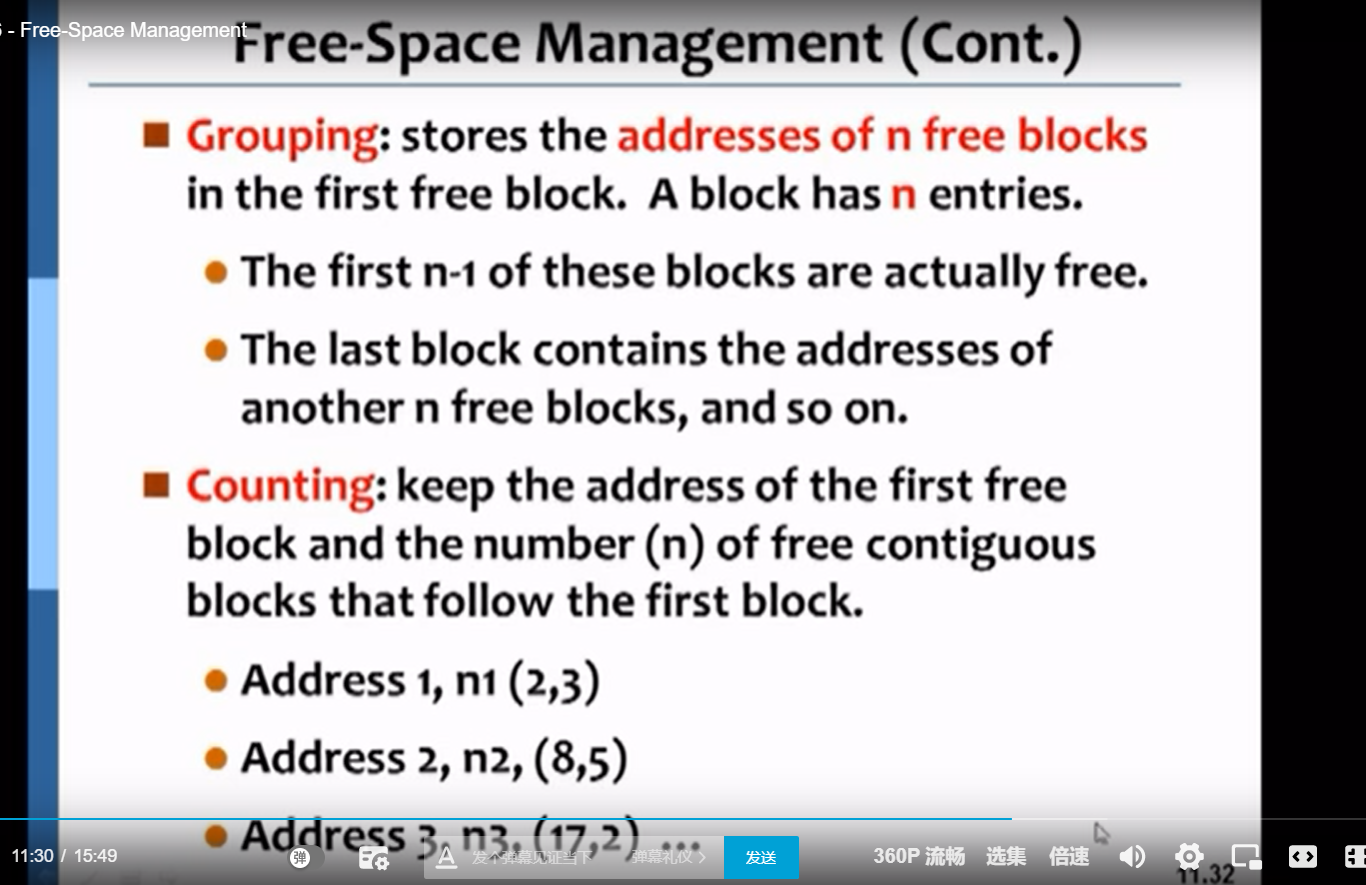 6 - Free-Space Management
Free-Space Management (Cont.)
Grouping: stores the addresses of n free blocks
in the first free block. A block has n entries.
The first n-1 of these blocks are actually free.
The last block contains the addresses of
another n free blocks, and so on.
Counting: keep the address of the first free
block and the number (n) of free contiguous
blocks that follow the first block.
Address 1, n1 (2,3)
Address 2, n2, (8,5)
Address 3, n3, (17,2) ...
11:30 / 15:49
弹
发个弹幕见证当下
弹幕礼仪 >
发送
360P 流畅
选集
倍速
11.32